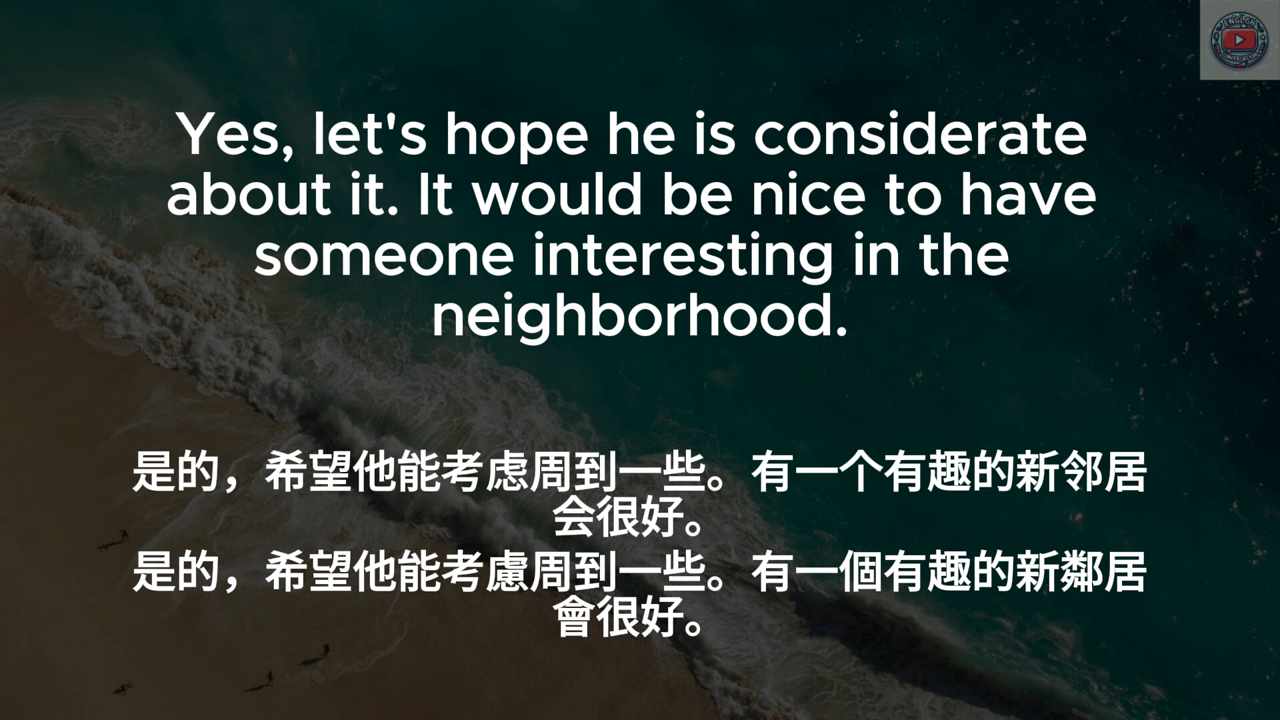 Yes, let's hope he is considerate
about it. It would be nice to have
someone interesting in the
neighborhood.
是的，希望他能考虑周到一些。有一个有趣的新邻居
会很好。
是的，希望他能考慮周到一些。有一個有趣的新鄰居
會很好。